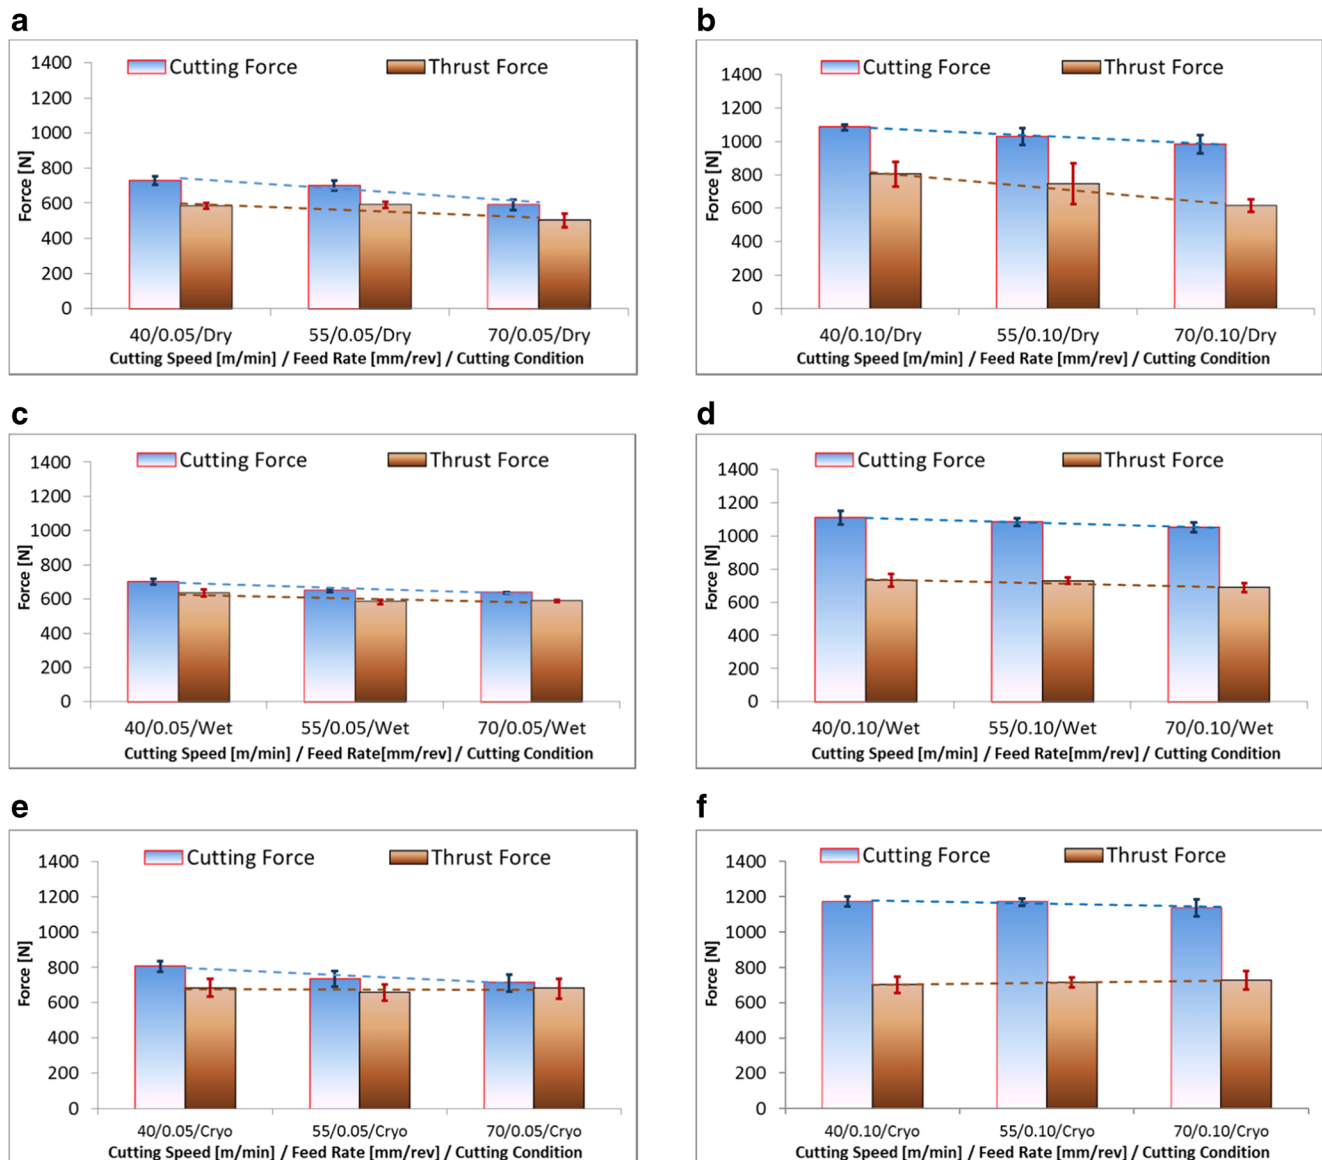 a
Cutting Force Thrust Force
1400
1200
1000
800
600
400
200
0
Force [N]
40/0.05/Dry 55/0.05/Dry 70/0.05/Dry
Cutting Speed [m/min] / Feed Rate [mm/rev] / Cutting Condition
b
Cutting Force Thrust Force
1400
1200
1000
800
600
400
200
0
Force [N]
40/0.10/Dry 55/0.10/Dry 70/0.10/Dry
Cutting Speed [m/min] / Feed Rate [mm/rev] / Cutting Condition
c
Cutting Force Thrust Force
1400
1200
1000
800
600
400
200
0
Force [N]
40/0.05/Wet 55/0.05/Wet 70/0.05/Wet
Cutting Speed [m/min] / Feed Rate[mm/rev] / Cutting Condition
d
Cutting Force Thrust Force
1400
1200
1000
800
600
400
200
0
Force [N]
40/0.10/Wet 55/0.10/Wet 70/0.10/Wet
Cutting Speed [m/min] / Feed Rate[mm/rev] / Cutting Condition
e
Cutting Force Thrust Force
1400
1200
1000
800
600
400
200
0
Force [N]
40/0.05/Cryo 55/0.05/Cryo 70/0.05/Cryo
Cutting Speed [m/min] / Feed Rate [mm/rev] / Cutting Condition
f
Cutting Force Thrust Force
1400
1200
1000
800
600
400
200
0
Force [N]
40/0.10/Cryo 55/0.10/Cryo 70/0.10/Cryo
Cutting Speed [m/min] / Feed Rate [mm/rev] / Cutting Condition